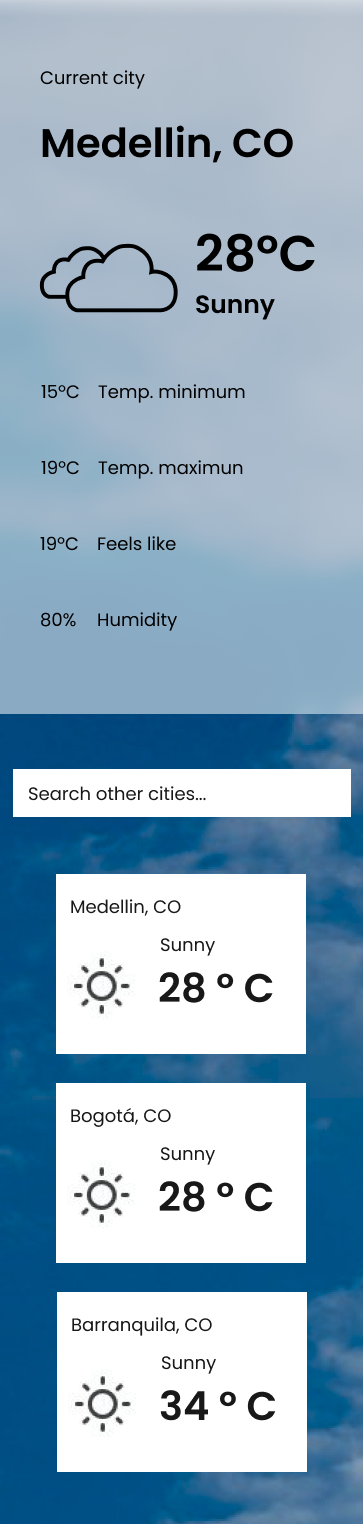 Current city
Medellin, CO
28°C
Sunny
15°C Temp. minimum
19°C Temp. maximun
19°C Feels like
80% Humidity
Search other cities...
Medellin, CO
Sunny
28 ° C
Bogotá, CO
Sunny
28 ° C
Barranquila, CO
Sunny
34 ° C